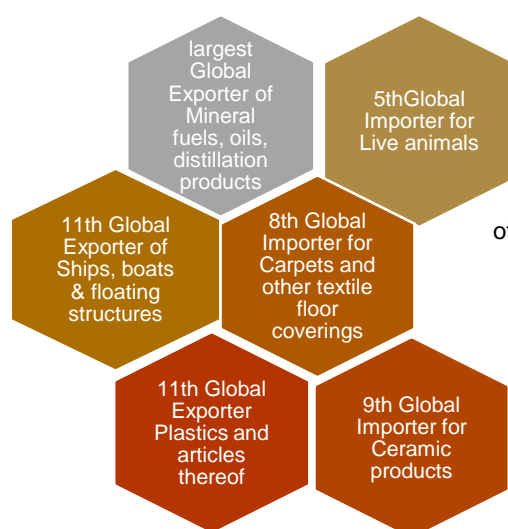 largest
Global
Exporter of
Mineral
fuels, oils,
distillation
products
5thGlobal
Importer for
Live animals
11th Global
Exporter of
Ships, boats
& floating
structures
8th Global
Importer for
Carpets and
other textile
floor
coverings
11th Global
Exporter
Plastics and
articles
thereof
9th Global
Importer for
Ceramic
products